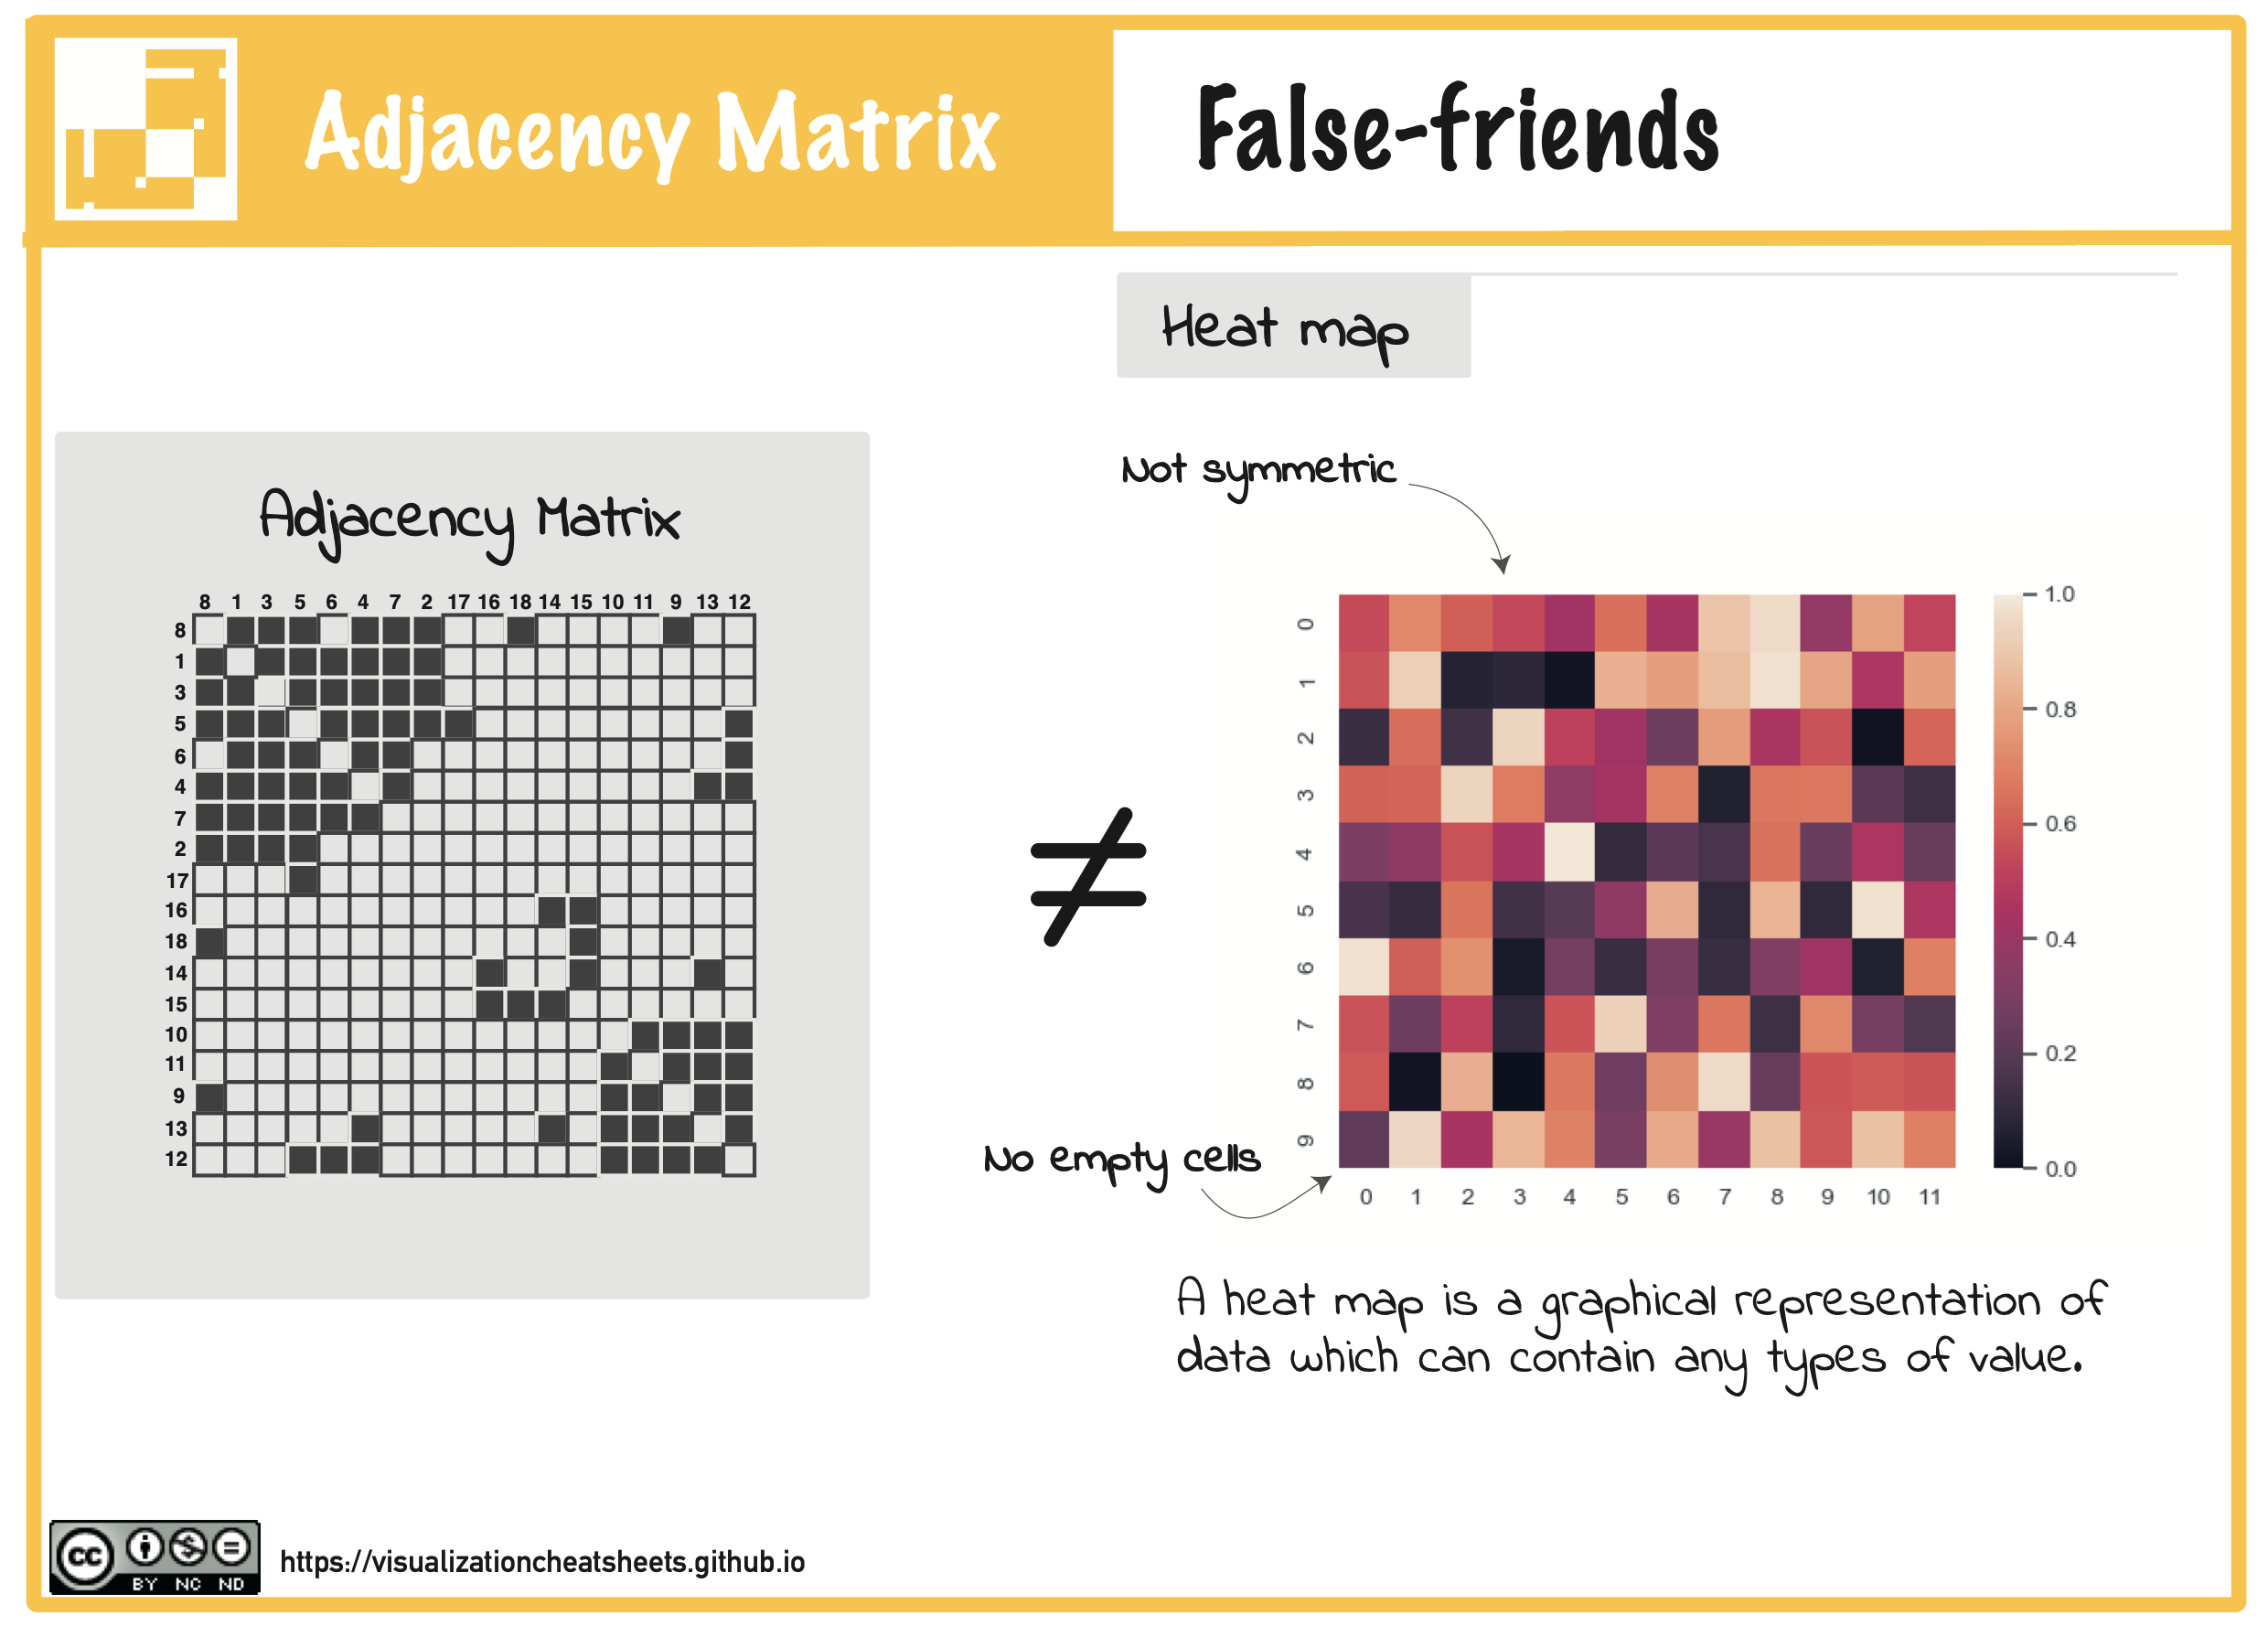 Adjacency Matrix
False-friends
Heat map
Adjacency Matrix
8 1 3 5 6 4 7 2 17 16 18 14 15 10 11 9 13 12
8
1
3
5
6
4
7
2
17
16
18
14
15
10
11
9
13
12
≠
Not symmetric
No empty cells
0
1
2
3
4
5
6
7
8
9
0 1 2 3 4 5 6 7 8 9 10 11
1.0
0.8
0.6
0.4
0.2
0.0
A heat map is a graphical representation of
data which can contain any types of value.
cc
BY NC ND
https://visualizationcheatsheets.github.io